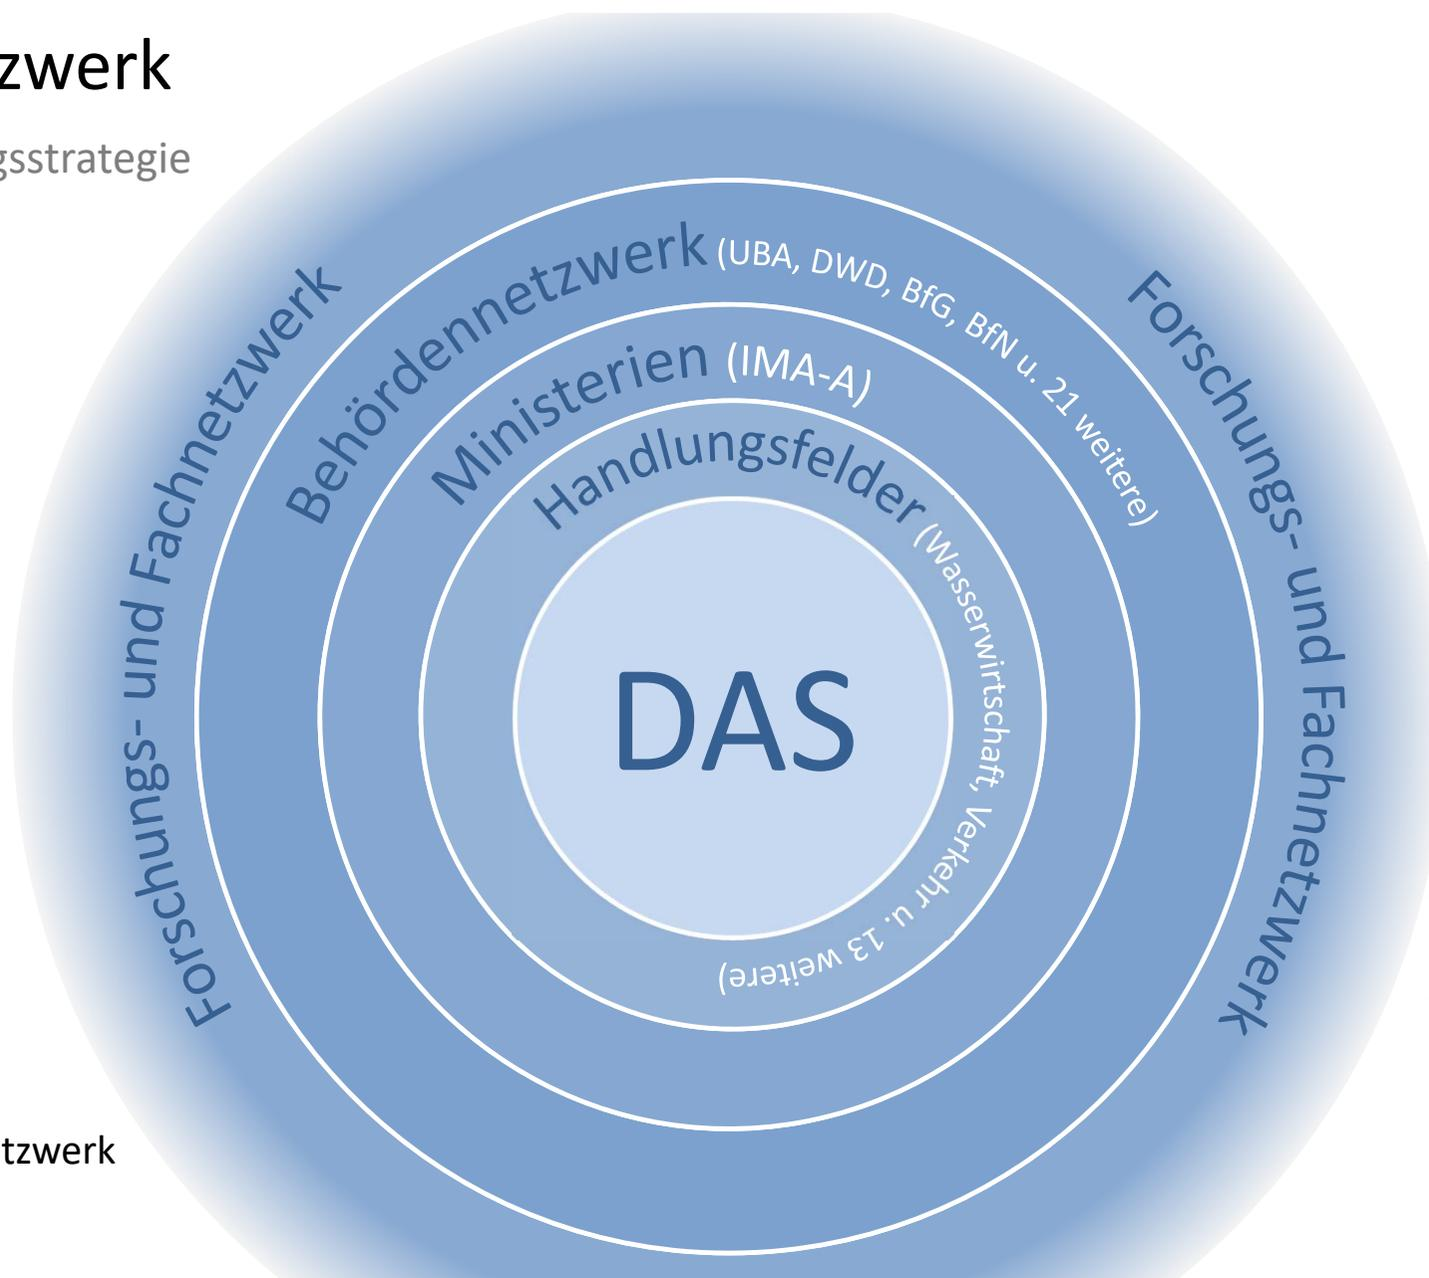 zwerk
gsstrategie
Forschungs- und Fachnetzwerk
Behördennetzwerk (UBA, DWD, BfG, BfN u. 21 weitere)
Ministerien (IMA-A)
Handlungsfelder (Wasserwirtschaft, Verkehr u. 13 weitere)
DAS
Forschungs- und Fachnetzwerk
tzwerk